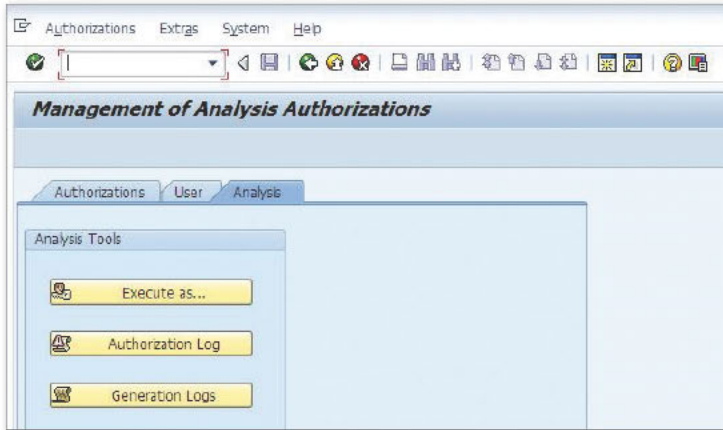 Authorizations Extras System Help
Management of Analysis Authorizations
Authorizations User Analysis
Analysis Tools
Execute as...
Authorization Log
Generation Logs